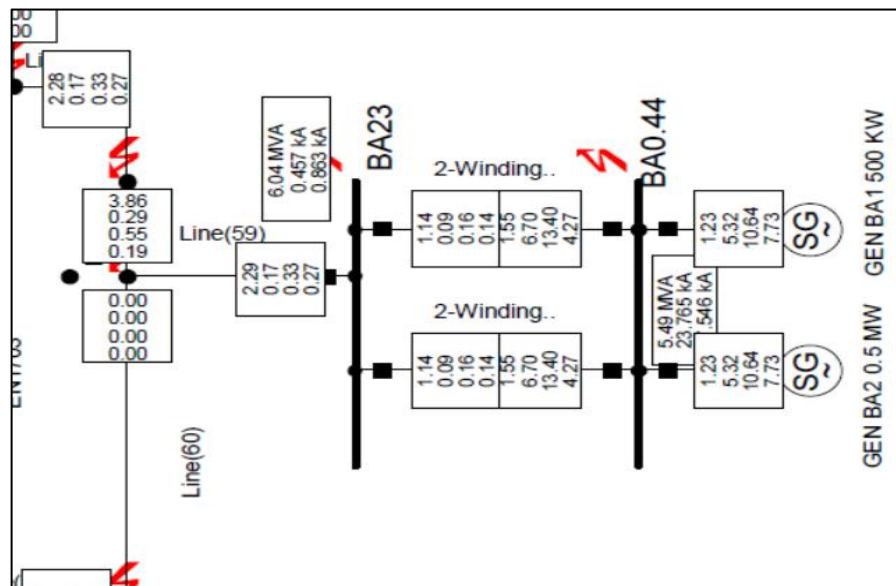 00
00
Li
2.28
0.17
0.33
0.27
3.86
0.29
0.55
0.19
Line(59)
0.00
0.00
0.00
0.00
Line(60)
2.29
0.17
0.33
0.27
6.04 MVA
0.457 kA
0.863 kA
BA23
2-Winding..
1.14
0.09
0.16
0.14
1.55
6.70
13.40
4.27
2-Winding..
1.14
0.09
0.16
0.14
1.55
6.70
13.40
4.27
BA0.44
1.23
5.32
10.64
7.73
SG
~
GEN BA1 500 KW
5.49 MVA
23.765 kA
.546 kA
1.23
5.32
10.64
7.73
SG
~
GEN BA2 0.5 MW